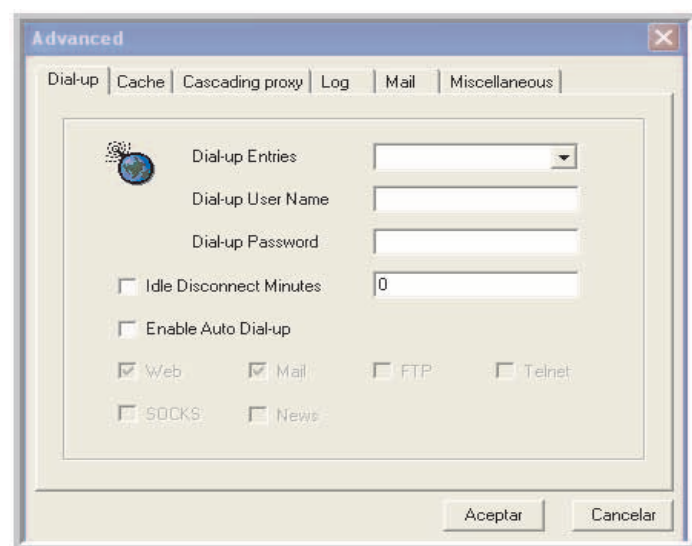 Advanced
Dial-up Cache Cascading proxy Log Mail Miscellaneous
Dial-up Entries
Dial-up User Name
Dial-up Password
Idle Disconnect Minutes 0
Enable Auto Dial-up
Web Mail FTP Telnet
SOCKS News
Aceptar Cancelar